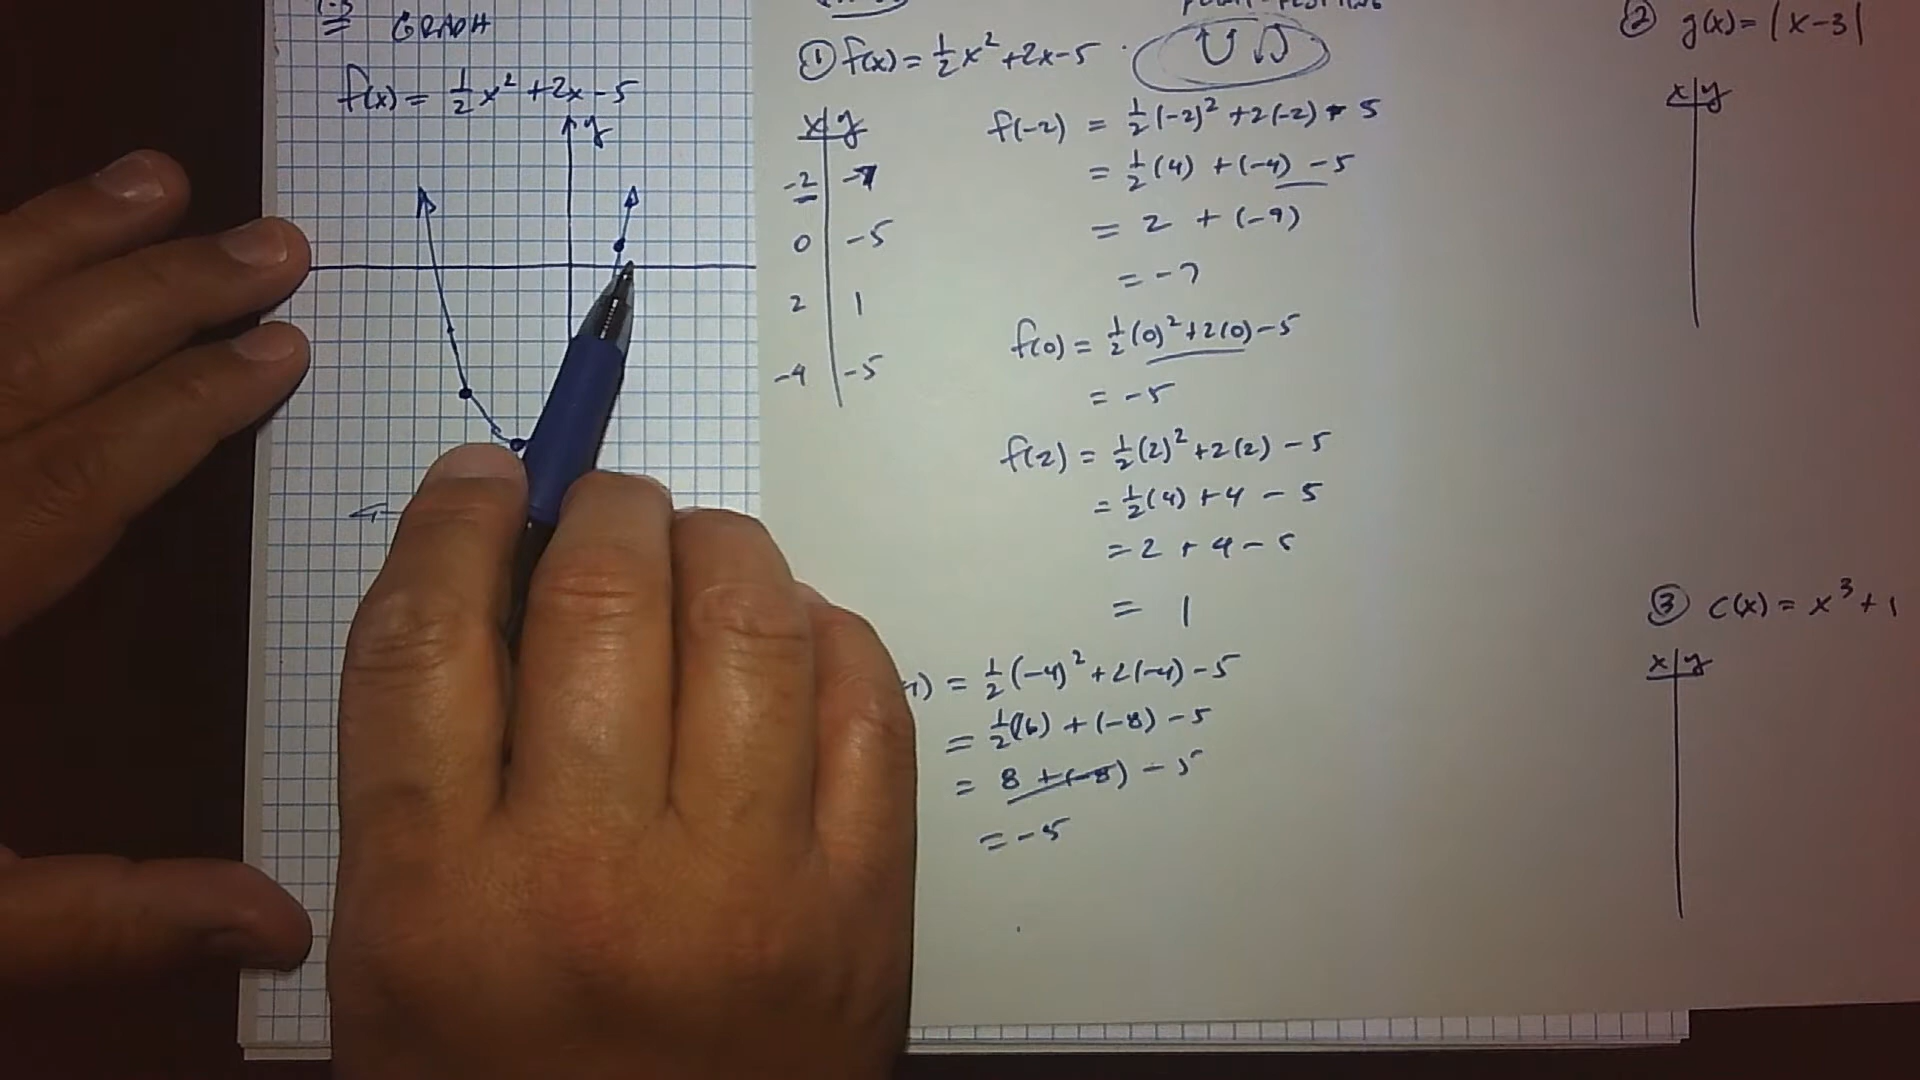 GRAPH
f(x) = 1/2 x² + 2x - 5
y
① f(x) = 1/2 x² + 2x - 5
x | y
-2 | -7
0 | -5
2 | 1
-4 | -5
f(-2) = 1/2 (-2)² + 2(-2) - 5
= 1/2 (4) + (-4) - 5
= 2 + (-9)
= -7
f(0) = 1/2 (0)² + 2(0) - 5
= -5
f(2) = 1/2 (2)² + 2(2) - 5
= 1/2 (4) + 4 - 5
= 2 + 4 - 5
= 1
) = 1/2 (-4)² + 2(-4) - 5
= 1/2 (16) + (-8) - 5
= 8 + (-8) - 5
= -5
② g(x) = |x - 3|
x | y
③ c(x) = x³ + 1
x | y